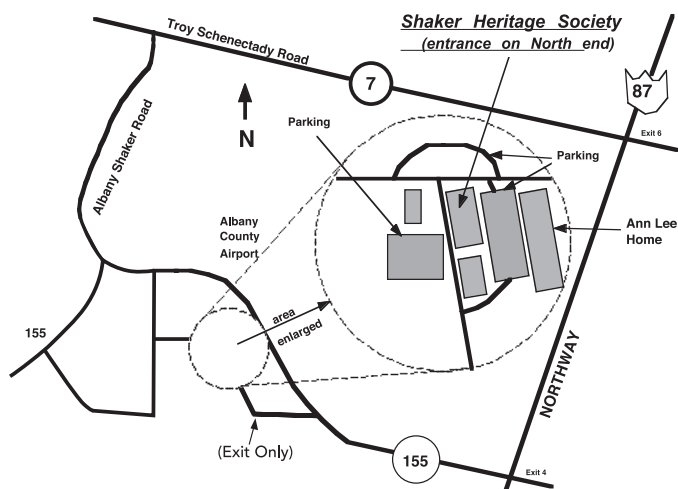 Shaker Heritage Society
(entrance on North end)
Troy Schenectady Road
7
87
Exit 6
N
Parking
Parking
Albany Shaker Road
Albany
County
Airport
Ann Lee
Home
area
enlarged
155
NORTHWAY
(Exit Only)
155
Exit 4